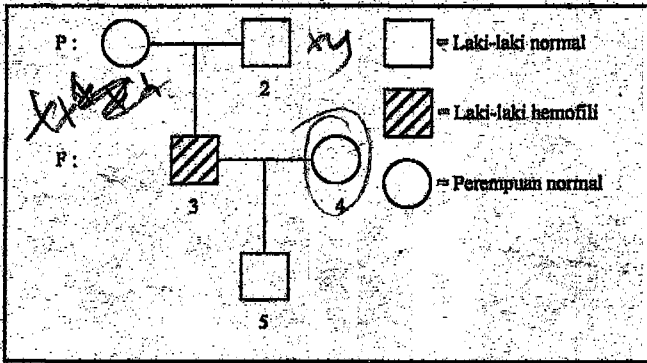 P :
2
xy
= Laki-laki normal
= Laki-laki hemofili
F :
3
4
= Perempuan normal
5